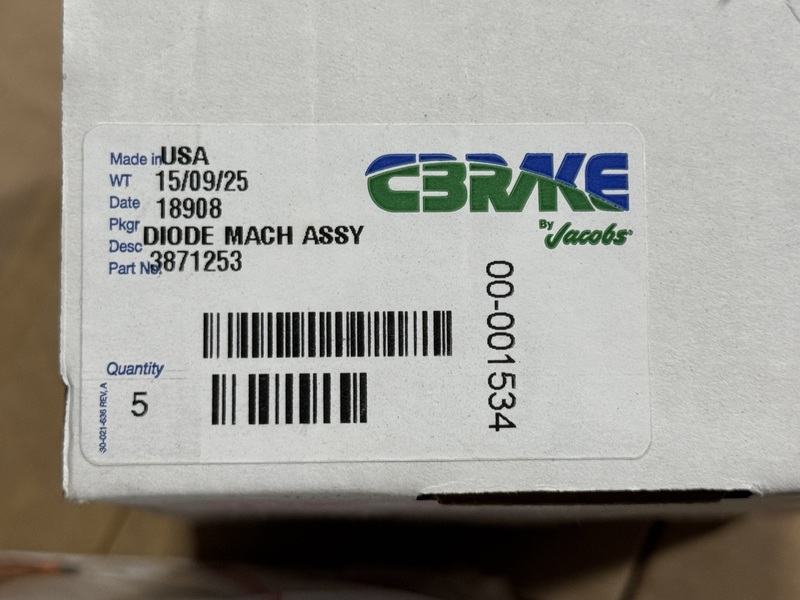 Made in USA
WT 15/09/25
Date 18908
Pkgr DIODE MACH ASSY
Desc
Part No. 3871253
CBRAKE
By Jacobs®
00-001534
Quantity
5
30-021-636 REV. A